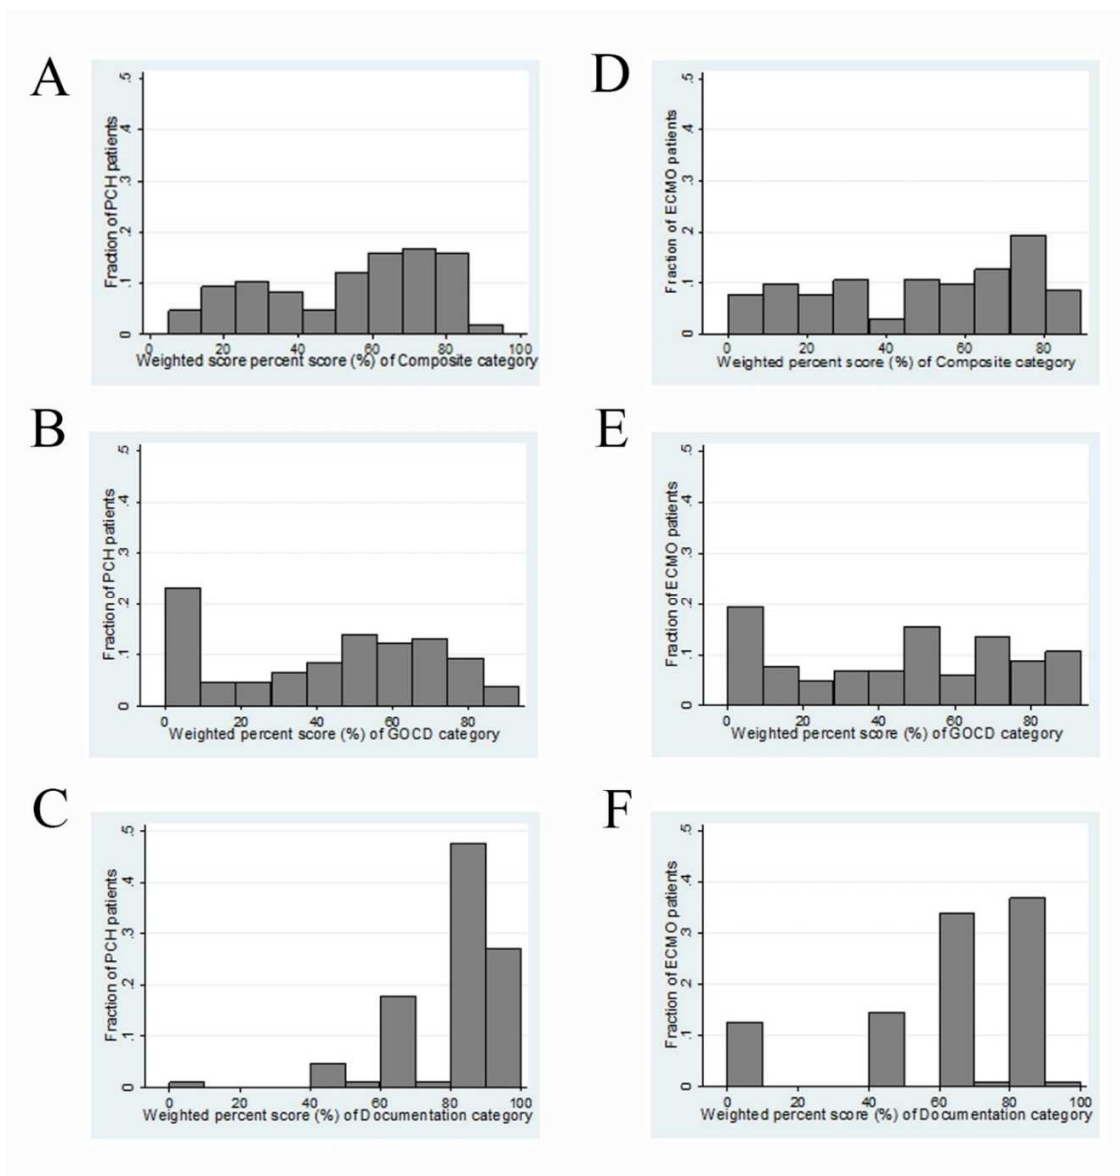 A
Fraction of PCH patients
.5
.4
.3
.2
.1
0
0 20 40 60 80 100
Weighted score percent score (%) of Composite category
D
Fraction of ECMO patients
.5
.4
.3
.2
.1
0
0 20 40 60 80
Weighted percent score (%) of Composite category
B
Fraction of PCH patients
.5
.4
.3
.2
.1
0
0 20 40 60 80
Weighted percent score (%) of GOCD category
E
Fraction of ECMO patients
.5
.4
.3
.2
.1
0
0 20 40 60 80
Weighted percent score (%) of GOCD category
C
Fraction of PCH patients
.5
.4
.3
.2
.1
0
0 20 40 60 80 100
Weighted percent score (%) of Documentation category
F
Fraction of ECMO patients
.5
.4
.3
.2
.1
0
0 20 40 60 80 100
Weighted percent score (%) of Documentation category